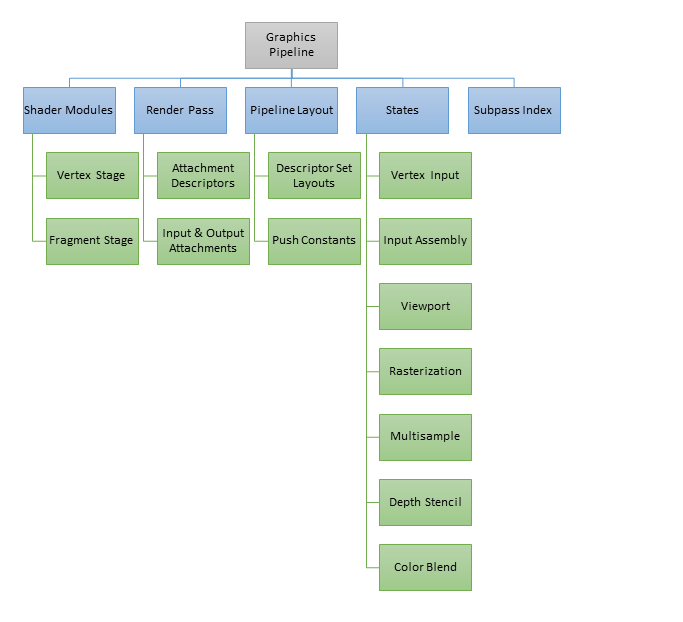 Graphics
Pipeline
Shader Modules
Render Pass
Pipeline Layout
States
Subpass Index
Vertex Stage
Attachment
Descriptors
Descriptor Set
Layouts
Vertex Input
Fragment Stage
Input & Output
Attachments
Push Constants
Input Assembly
Viewport
Rasterization
Multisample
Depth Stencil
Color Blend